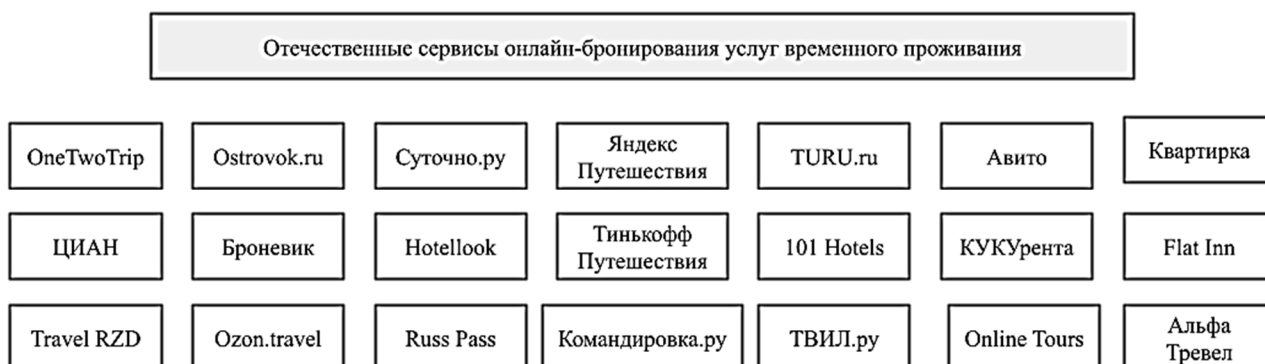 Отечественные сервисы онлайн-бронирования услуг временного проживания
OneTwoTrip
Ostrovok.ru
Суточно.ру
Яндекс
Путешествия
TURU.ru
Авито
Квартирка
ЦИАН
Броневик
Hotellook
Тинькофф
Путешествия
101 Hotels
КУКУрента
Flat Inn
Travel RZD
Ozon.travel
Russ Pass
Командировка.ру
ТВИЛ.ру
Online Tours
Альфа
Тревел